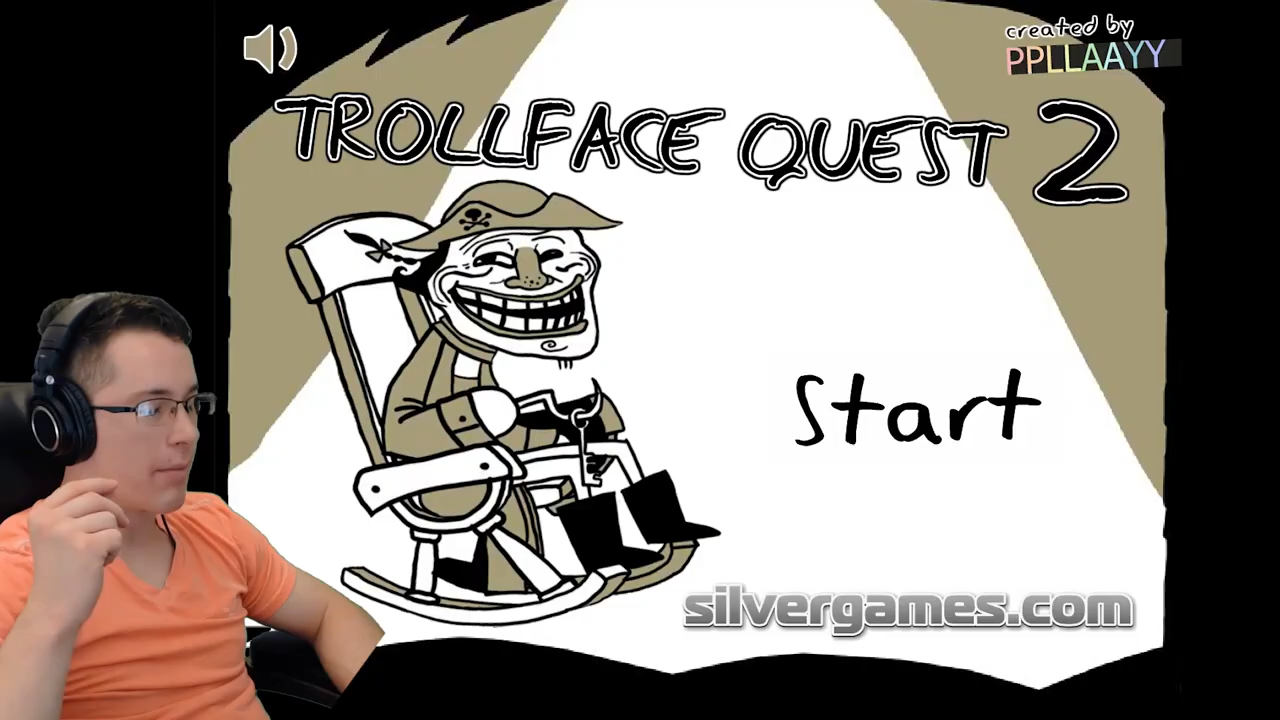 created by
PPLLAAYY
TROLLFACE QUEST 2
Start
silvergames.com